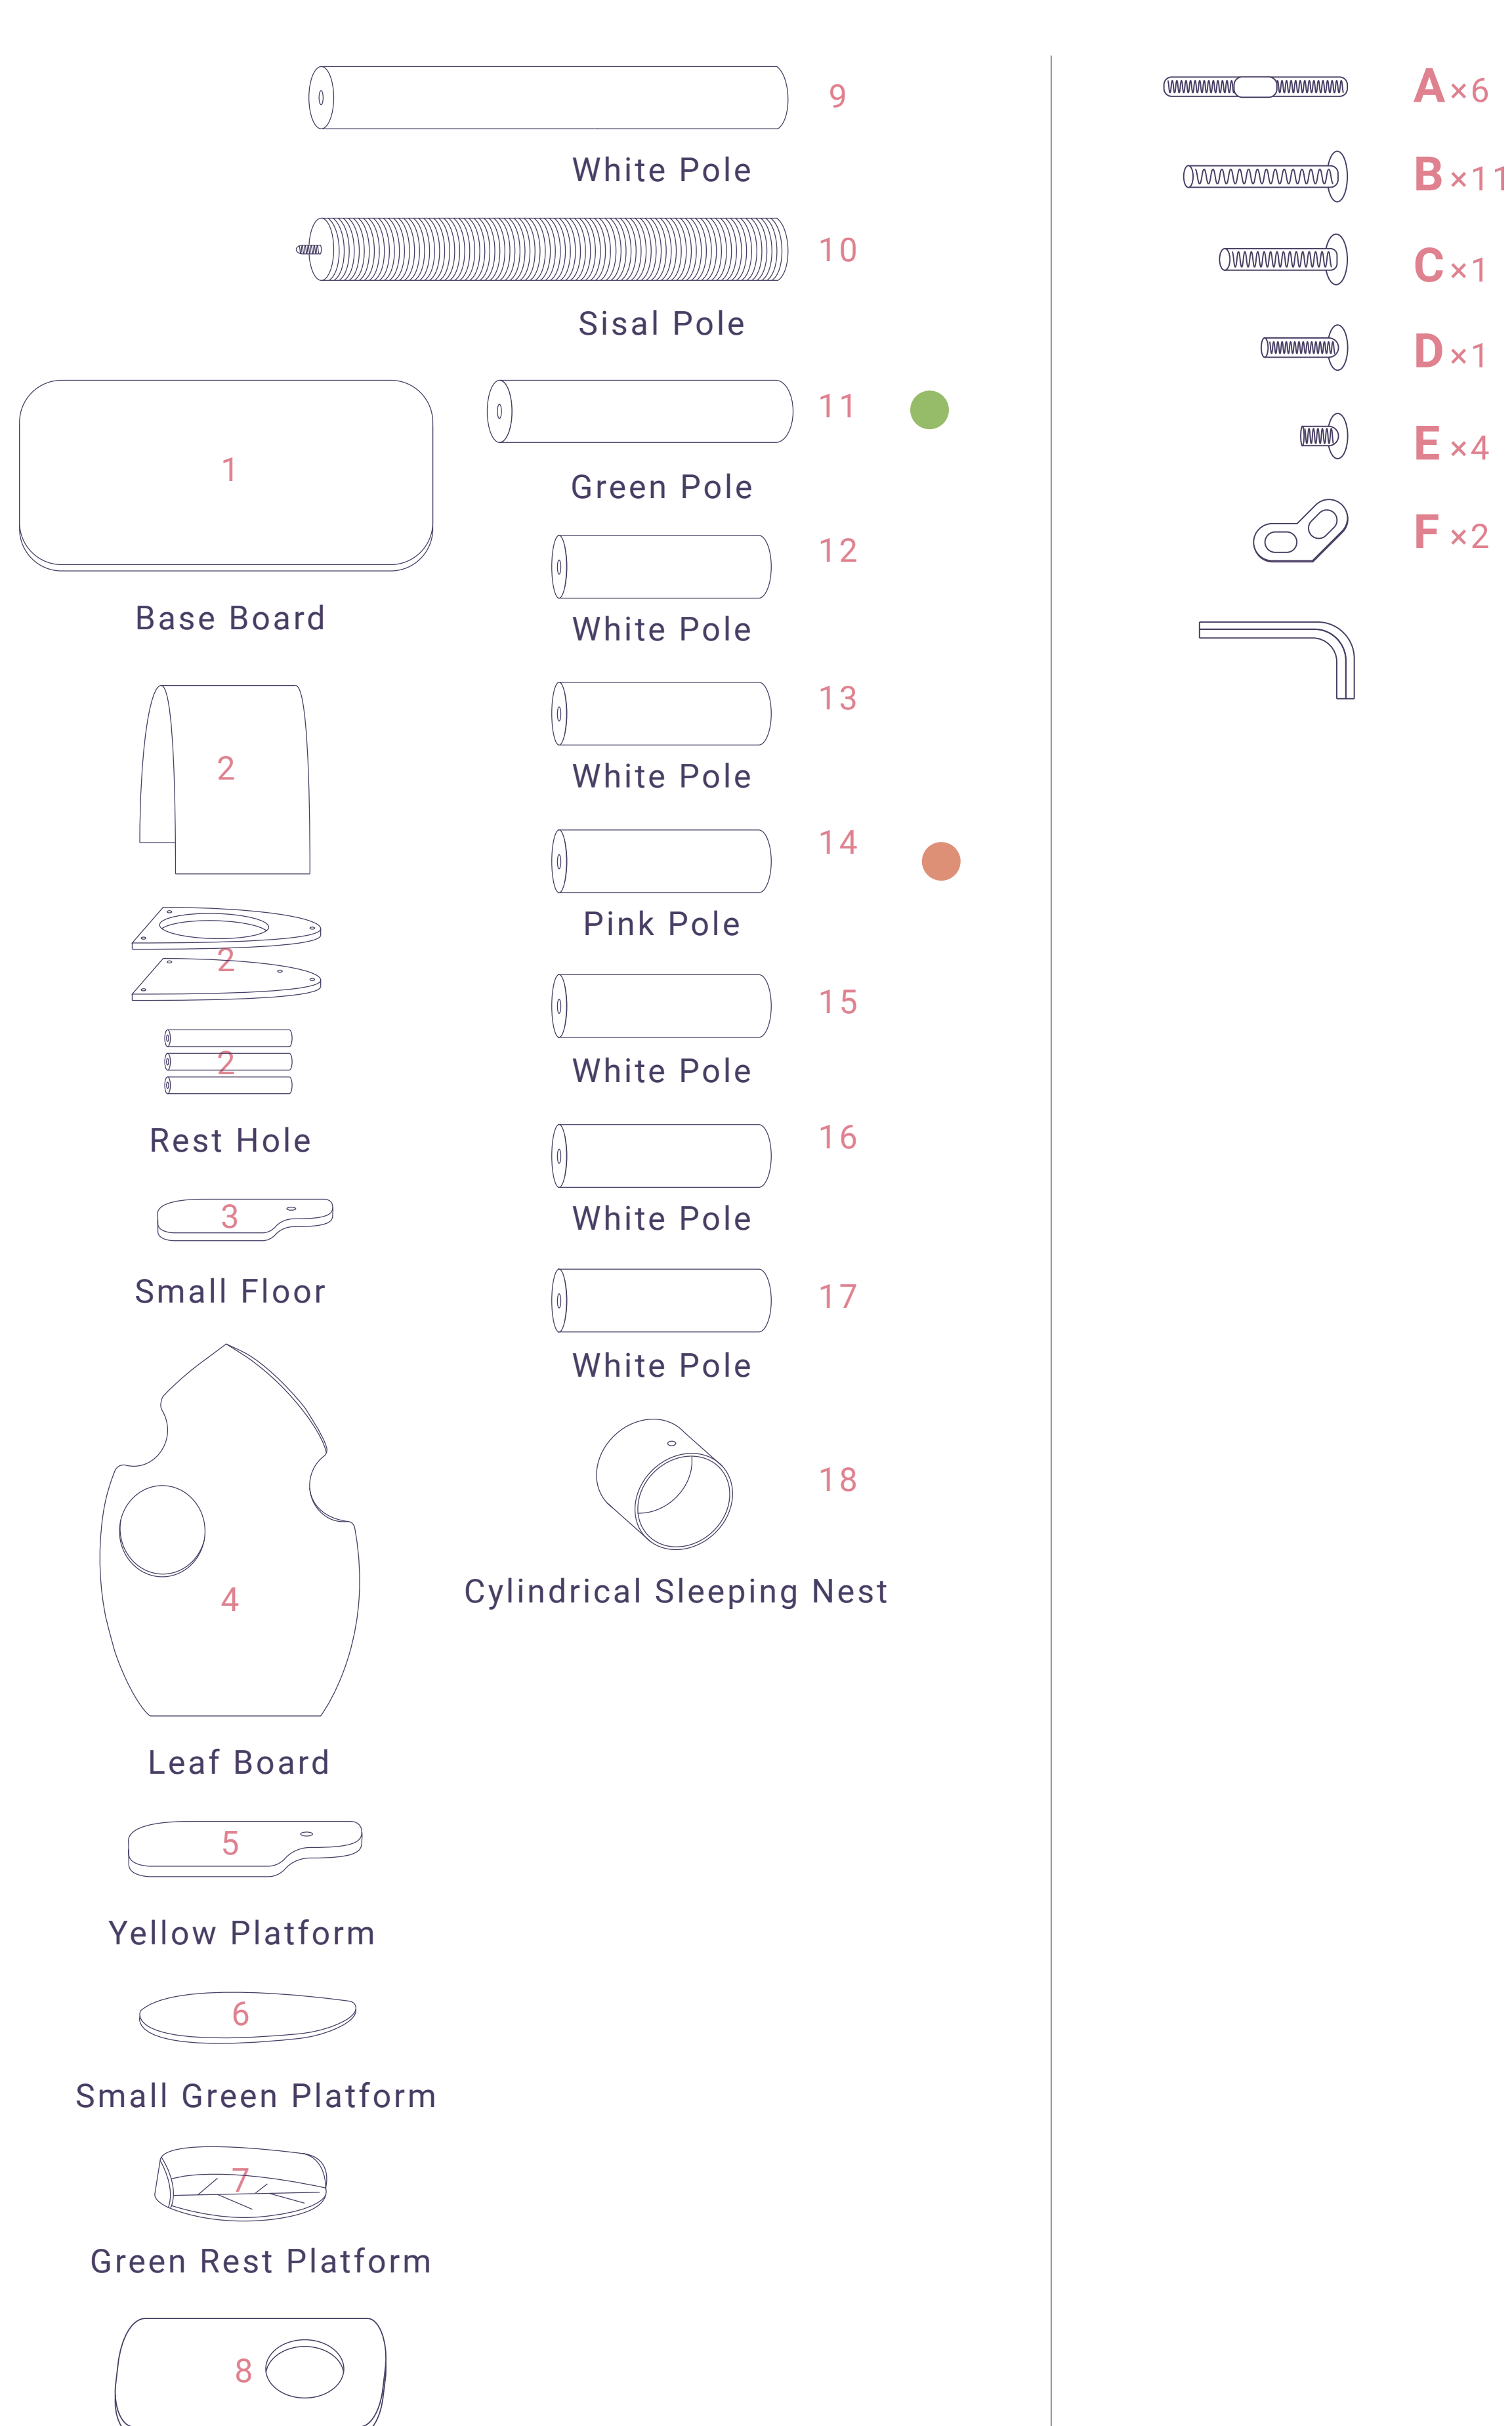 9
White Pole
10
Sisal Pole
1
Base Board
11
Green Pole
12
White Pole
2
13
White Pole
2
14
Pink Pole
2
Rest Hole
15
White Pole
3
Small Floor
16
White Pole
17
White Pole
4
Leaf Board
18
Cylindrical Sleeping Nest
5
Yellow Platform
6
Small Green Platform
7
Green Rest Platform
8
A ×6
B ×11
C ×1
D ×1
E ×4
F ×2